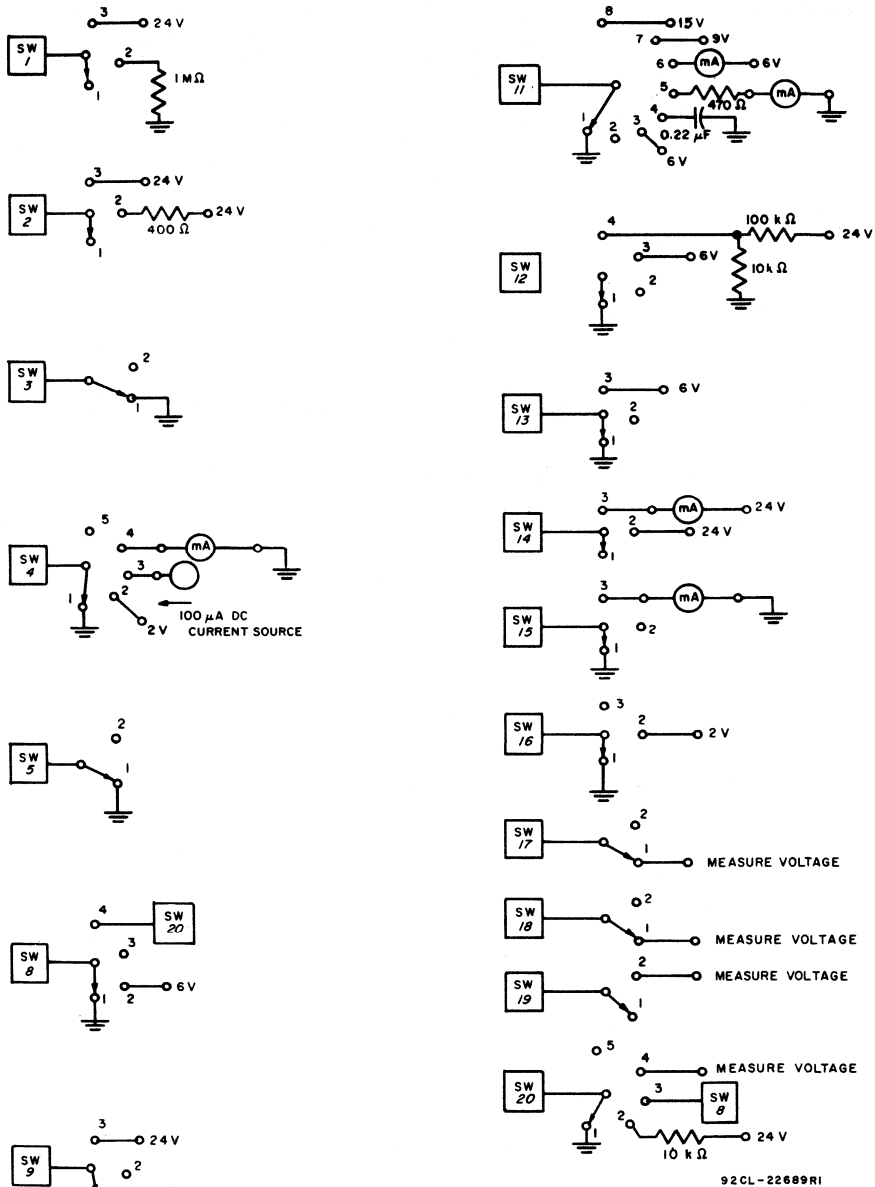 3
24 V
SW
1
2
1
1 MΩ
3
24 V
SW
2
2
24 V
400 Ω
1
2
SW
3
1
5
4
mA
SW
4
3
2
1
100 µA DC
CURRENT SOURCE
2 V
2
SW
5
1
4
SW
20
3
SW
8
1
2
6 V
3
24 V
SW
9
2
8
15 V
7
9V
6
mA
6V
SW
11
5
470 Ω
mA
4
0.22 µF
1
2
3
6 V
4
100 kΩ
24 V
3
6 V
10k Ω
SW
12
2
1
3
6 V
SW
13
2
1
3
mA
24 V
SW
14
2
24 V
1
3
mA
SW
15
2
1
3
SW
16
2
2 V
1
2
SW
17
1
MEASURE VOLTAGE
2
SW
18
1
MEASURE VOLTAGE
2
MEASURE VOLTAGE
SW
19
1
5
4
MEASURE VOLTAGE
SW
20
3
SW
8
1
2
10 kΩ
24 V
92CL-22689R1